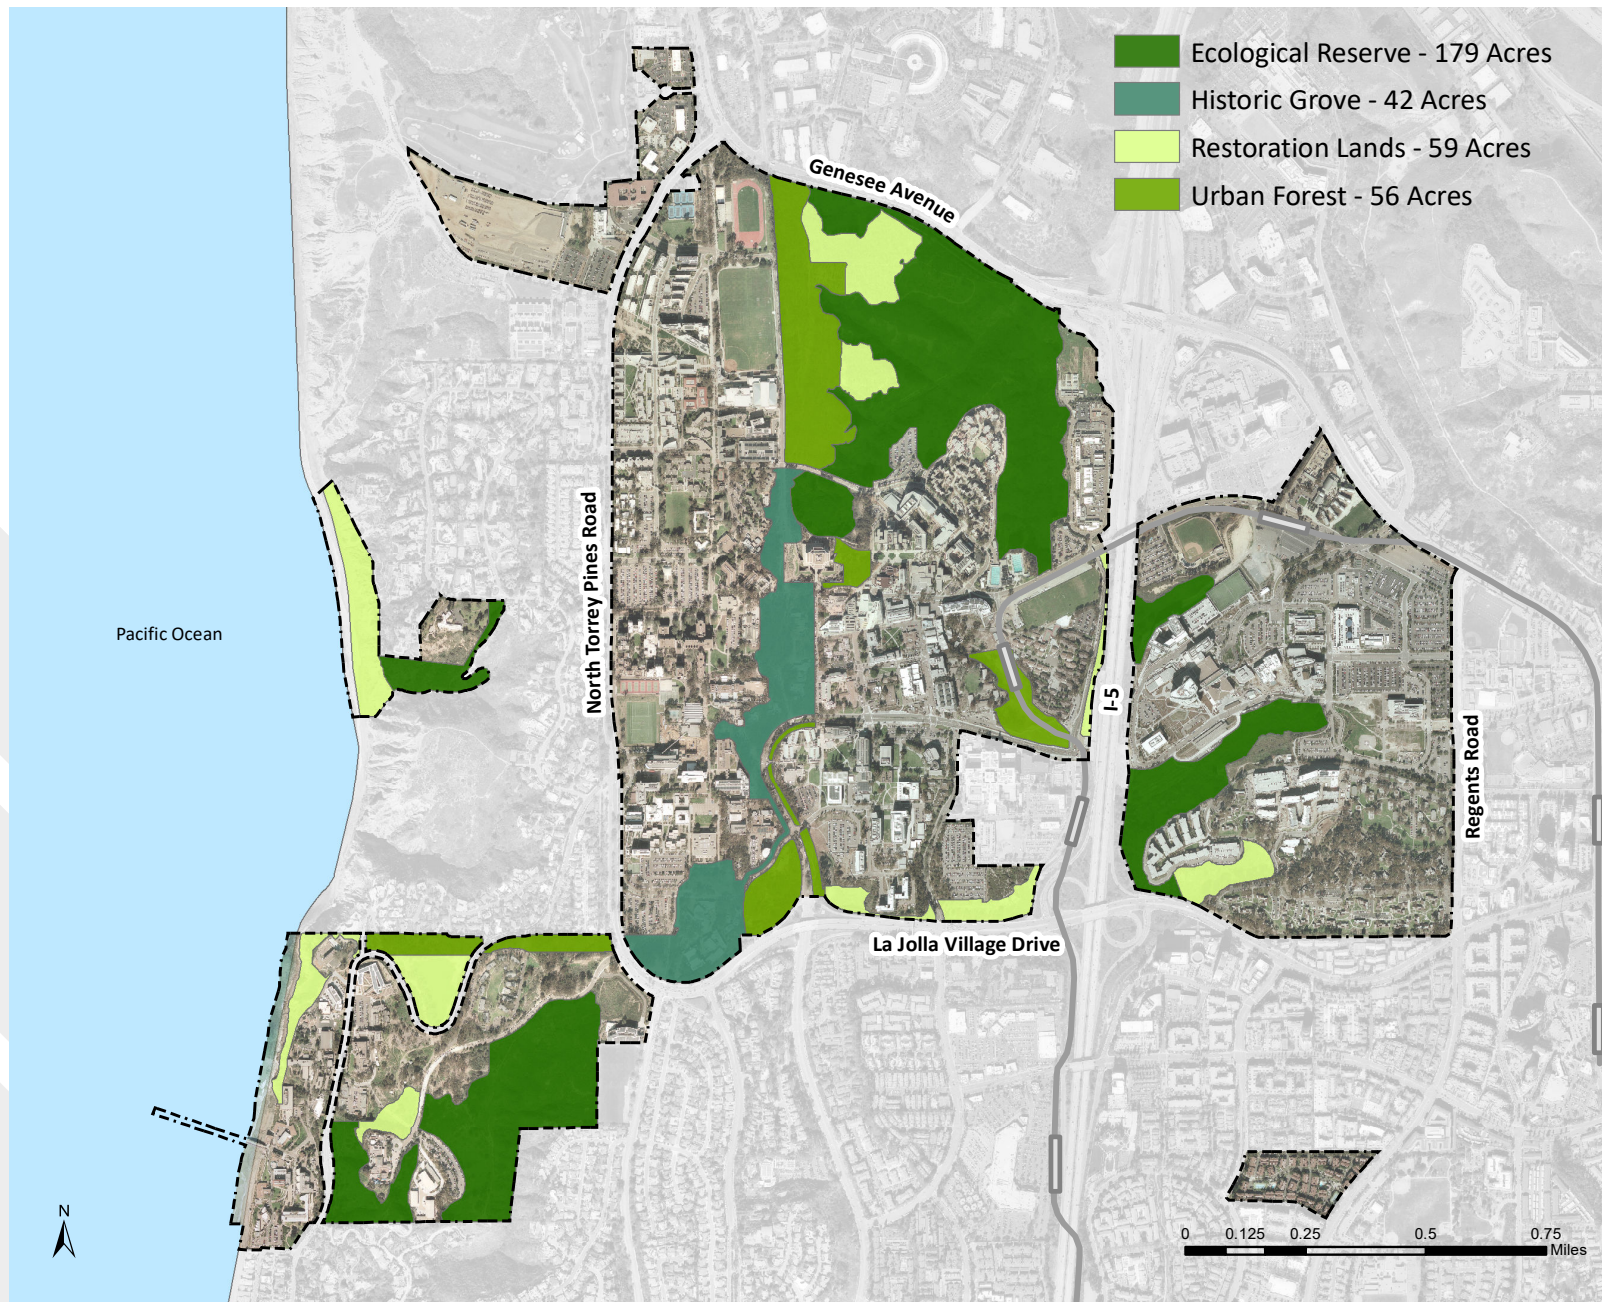 Ecological Reserve - 179 Acres
Historic Grove - 42 Acres
Restoration Lands - 59 Acres
Urban Forest - 56 Acres
Genesee Avenue
North Torrey Pines Road
Pacific Ocean
I-5
Regents Road
La Jolla Village Drive
N
0 0.125 0.25 0.5 0.75
Miles